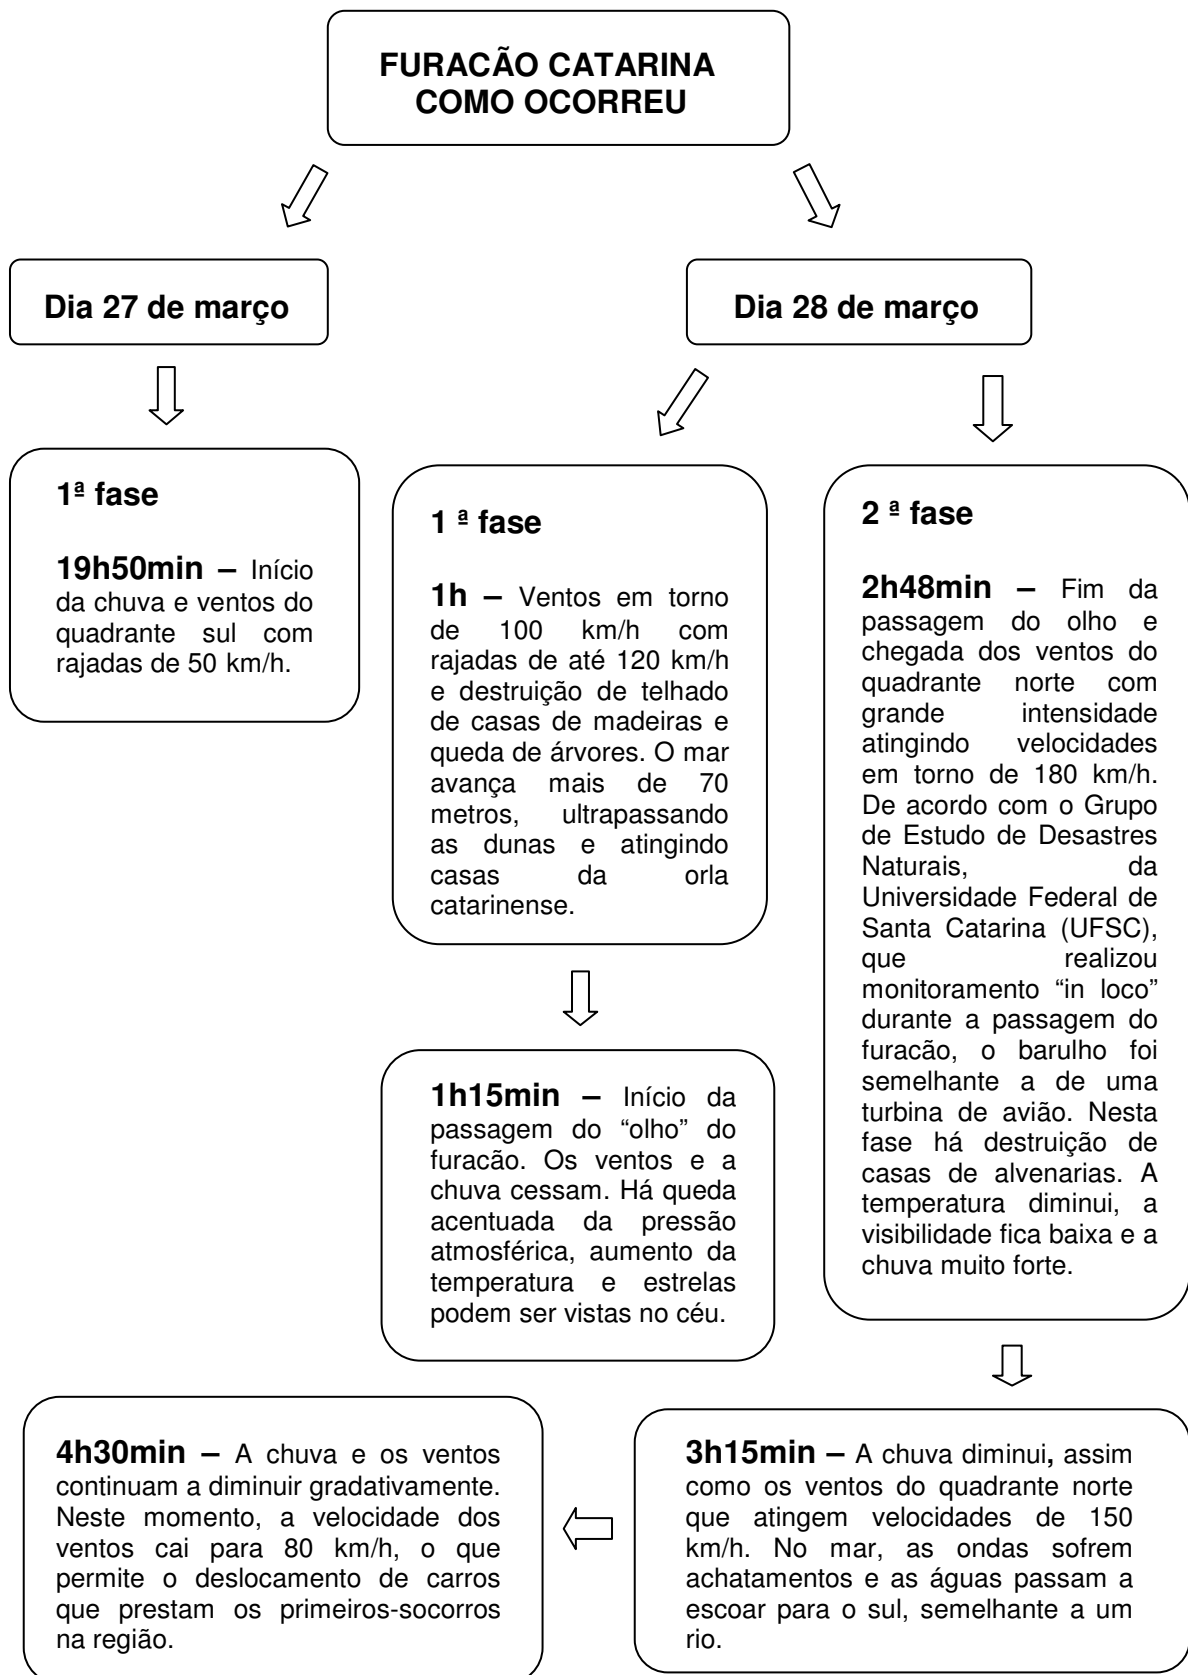 FURACÃO CATARINA
COMO OCORREU
Dia 27 de março
Dia 28 de março
1ª fase
19h50min – Início
da chuva e ventos do
quadrante sul com
rajadas de 50 km/h.
1 ª fase
1h – Ventos em torno
de 100 km/h com
rajadas de até 120 km/h
e destruição de telhado
de casas de madeiras e
queda de árvores. O mar
avança mais de 70
metros, ultrapassando
as dunas e atingindo
casas da orla
catarinense.
1h15min – Início da
passagem do “olho” do
furacão. Os ventos e a
chuva cessam. Há queda
acentuada da pressão
atmosférica, aumento da
temperatura e estrelas
podem ser vistas no céu.
2 ª fase
2h48min – Fim da
passagem do olho e
chegada dos ventos do
quadrante norte com
grande intensidade
atingindo velocidades
em torno de 180 km/h.
De acordo com o Grupo
de Estudo de Desastres
Naturais, da
Universidade Federal de
Santa Catarina (UFSC),
que realizou
monitoramento “in loco”
durante a passagem do
furacão, o barulho foi
semelhante a de uma
turbina de avião. Nesta
fase há destruição de
casas de alvenarias. A
temperatura diminui, a
visibilidade fica baixa e a
chuva muito forte.
3h15min – A chuva diminui, assim
como os ventos do quadrante norte
que atingem velocidades de 150
km/h. No mar, as ondas sofrem
achatamentos e as águas passam a
escoar para o sul, semelhante a um
rio.
4h30min – A chuva e os ventos
continuam a diminuir gradativamente.
Neste momento, a velocidade dos
ventos cai para 80 km/h, o que
permite o deslocamento de carros
que prestam os primeiros-socorros
na região.